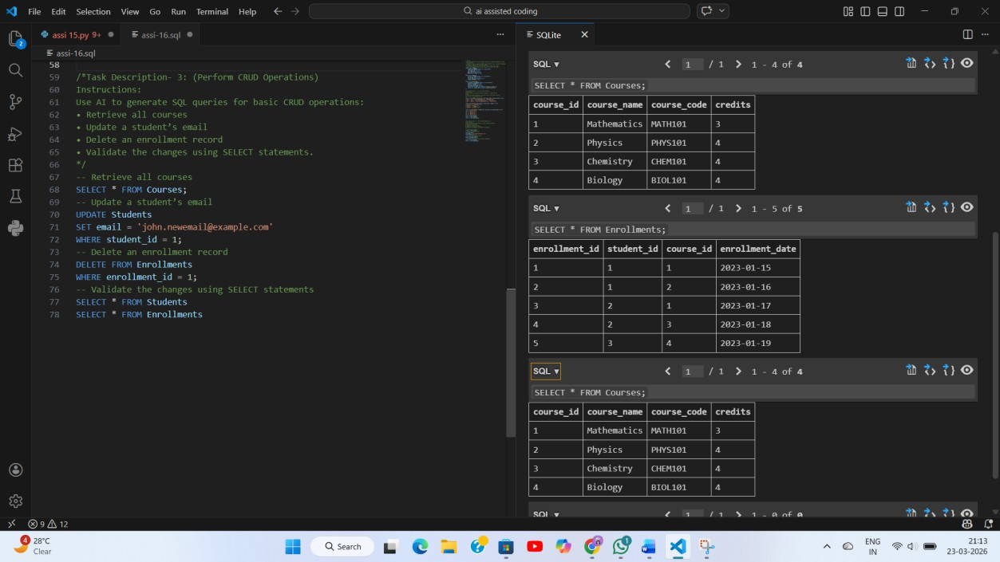 File Edit Selection View Go Run Terminal Help
ai assisted coding
2
assi 15.py 9+
assi-16.sql
SQLite
assi-16.sql
58
59 /*Task Description- 3: (Perform CRUD Operations)
60 Instructions:
61 Use AI to generate SQL queries for basic CRUD operations:
62 • Retrieve all courses
63 • Update a student’s email
64 • Delete an enrollment record
65 • Validate the changes using SELECT statements.
66 */
67 -- Retrieve all courses
68 SELECT * FROM Courses;
69 -- Update a student’s email
70 UPDATE Students
71 SET email = 'john.newemail@example.com'
72 WHERE student_id = 1;
73 -- Delete an enrollment record
74 DELETE FROM Enrollments
75 WHERE enrollment_id = 1;
76 -- Validate the changes using SELECT statements
77 SELECT * FROM Students
78 SELECT * FROM Enrollments
SQL ▼ < 1 / 1 > 1 - 4 of 4
SELECT * FROM Courses;
course_id course_name course_code credits
1 Mathematics MATH101 3
2 Physics PHYS101 4
3 Chemistry CHEM101 4
4 Biology BIOL101 4
SQL ▼ < 1 / 1 > 1 - 5 of 5
SELECT * FROM Enrollments;
enrollment_id student_id course_id enrollment_date
1 1 1 2023-01-15
2 1 2 2023-01-16
3 2 1 2023-01-17
4 2 3 2023-01-18
5 3 4 2023-01-19
SQL ▼ < 1 / 1 > 1 - 4 of 4
SELECT * FROM Courses;
course_id course_name course_code credits
1 Mathematics MATH101 3
2 Physics PHYS101 4
3 Chemistry CHEM101 4
4 Biology BIOL101 4
SQL ▼ < 1 / 1 > 1 - 0 of 0
9 12
4
28°C
Clear
Search
1
ENG
IN
21:13
23-03-2026